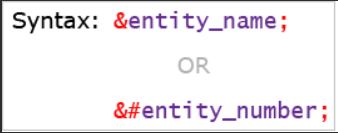 Syntax: &entity_name;
OR
&#entity_number;